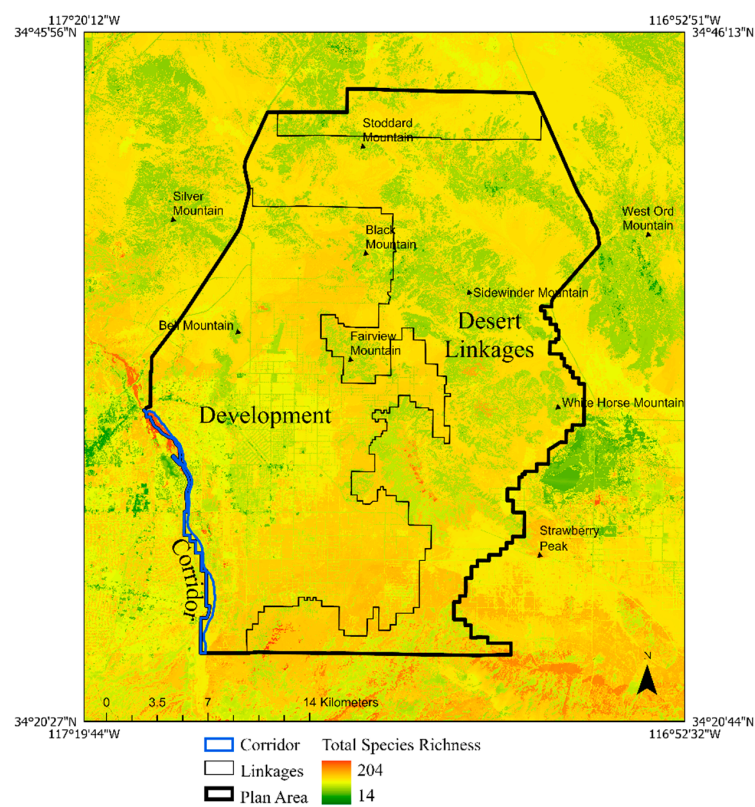 117°20'12"W 116°52'51"W
34°45'56"N 34°46'13"N
Stoddard
Mountain
Silver
Mountain
West Ord
Mountain
Black
Mountain
Sidewinder Mountain
Desert
Linkages
Bell Mountain
Fairview
Mountain
White Horse Mountain
Development
Corridor
Strawberry
Peak
N
0 3.5 7 14 Kilometers
34°20'27"N 34°20'44"N
117°19'44"W 116°52'32"W
Corridor Total Species Richness
Linkages 204
Plan Area 14